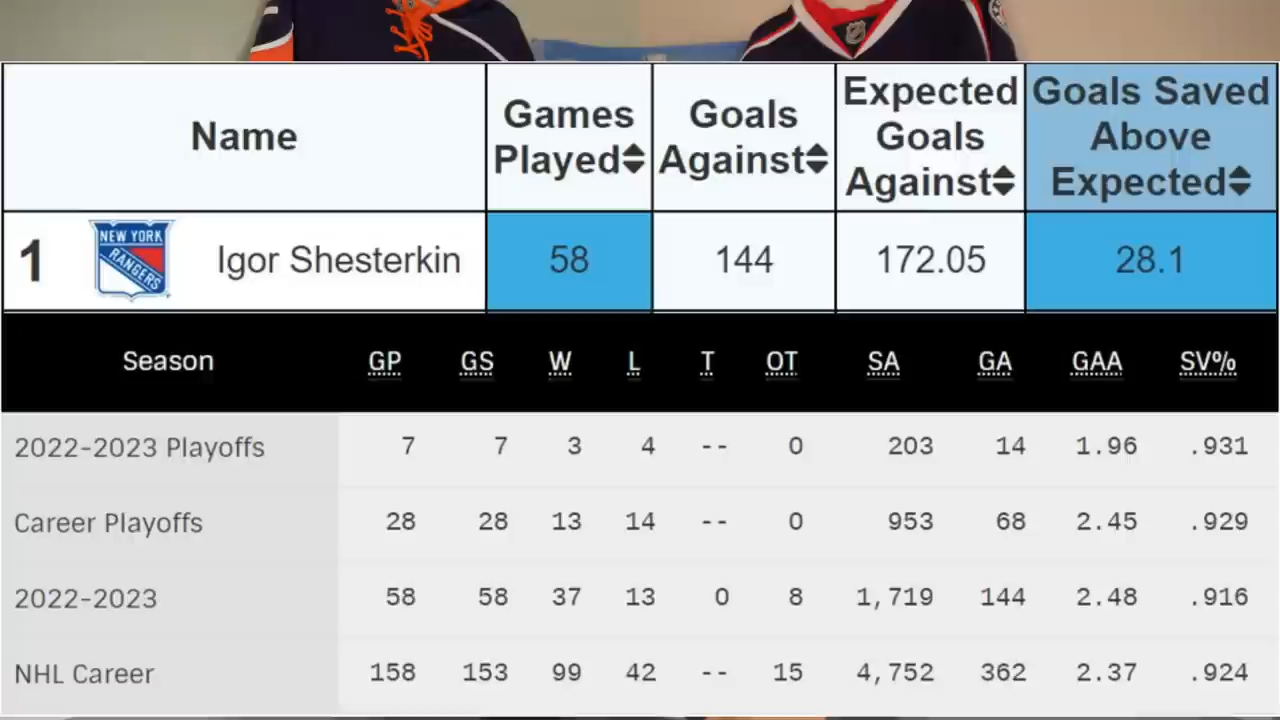 Name
Games Played
Goals Against
Expected Goals Against
Goals Saved Above Expected
1 NEW YORK RANGERS Igor Shesterkin 58 144 172.05 28.1
Season GP GS W L T OT SA GA GAA SV%
2022-2023 Playoffs 7 7 3 4 -- 0 203 14 1.96 .931
Career Playoffs 28 28 13 14 -- 0 953 68 2.45 .929
2022-2023 58 58 37 13 0 8 1,719 144 2.48 .916
NHL Career 158 153 99 42 -- 15 4,752 362 2.37 .924